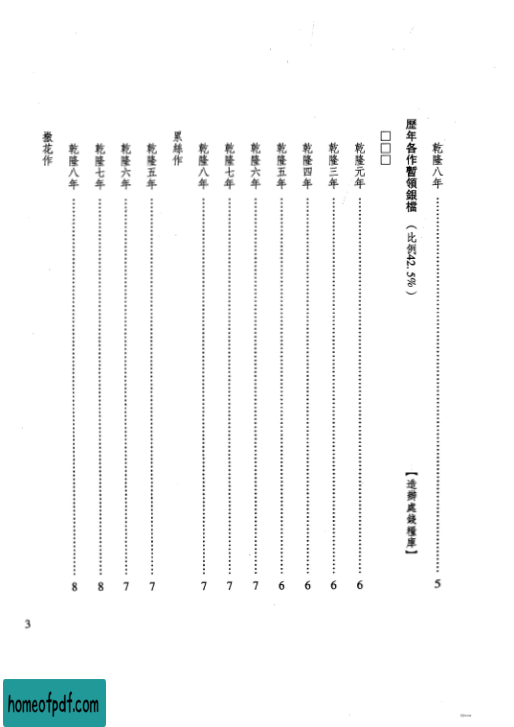 乾隆八年 5
歷年各作暫領銀檔 （比例42.5%） 【造辦處錢糧庫】
□□□
乾隆元年 6
乾隆三年 6
乾隆四年 6
乾隆五年 6
乾隆六年 7
乾隆七年 7
乾隆八年 7
累絲作
乾隆五年 7
乾隆六年 7
乾隆七年 8
乾隆八年 8
撒花作
3
homeofpdf.com